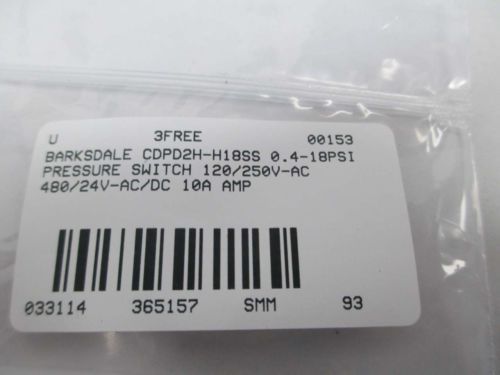 U 3FREE 00153
BARKSDALE CDPD2H-H18SS 0.4-18PSI
PRESSURE SWITCH 120/250V-AC
480/24V-AC/DC 10A AMP
033114 365157 SMM 93